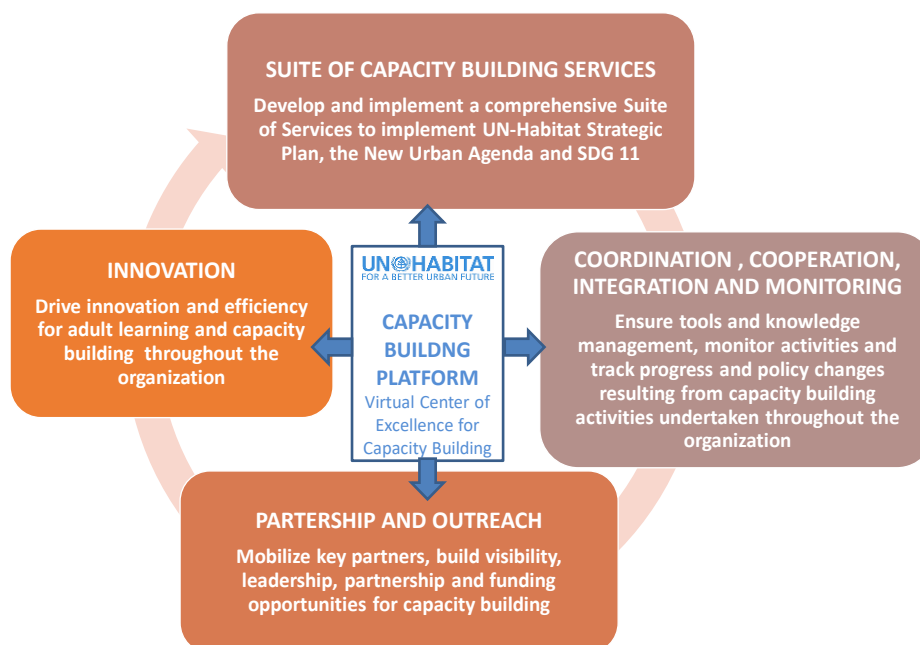 SUITE OF CAPACITY BUILDING SERVICES
Develop and implement a comprehensive Suite
of Services to implement UN-Habitat Strategic
Plan, the New Urban Agenda and SDG 11
INNOVATION
Drive innovation and efficiency
for adult learning and capacity
building throughout the
organization
UN HABITAT
FOR A BETTER URBAN FUTURE
CAPACITY
BUILDNG
PLATFORM
Virtual Center of
Excellence for
Capacity Building
COORDINATION , COOPERATION,
INTEGRATION AND MONITORING
Ensure tools and knowledge
management, monitor activities and
track progress and policy changes
resulting from capacity building
activities undertaken throughout the
organization
PARTERSHIP AND OUTREACH
Mobilize key partners, build visibility,
leadership, partnership and funding
opportunities for capacity building